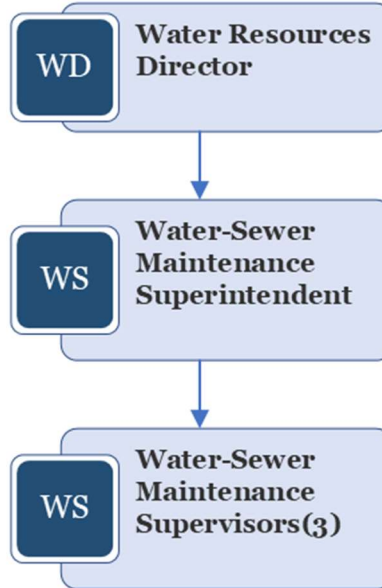 WD
Water Resources
Director
WS
Water-Sewer
Maintenance
Superintendent
WS
Water-Sewer
Maintenance
Supervisors(3)